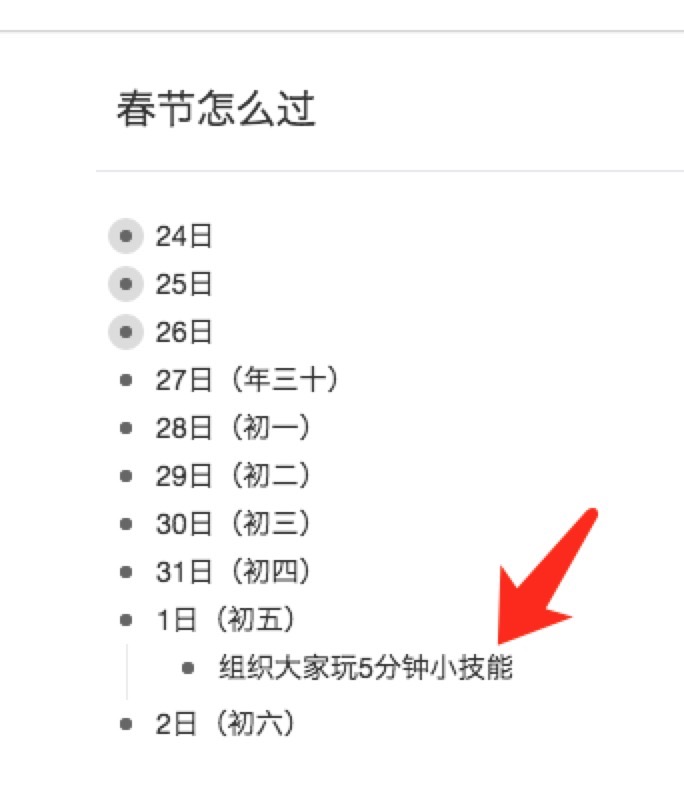 春节怎么过
24日
25日
26日
27日（年三十）
28日（初一）
29日（初二）
30日（初三）
31日（初四）
1日（初五）
组织大家玩5分钟小技能
2日（初六）